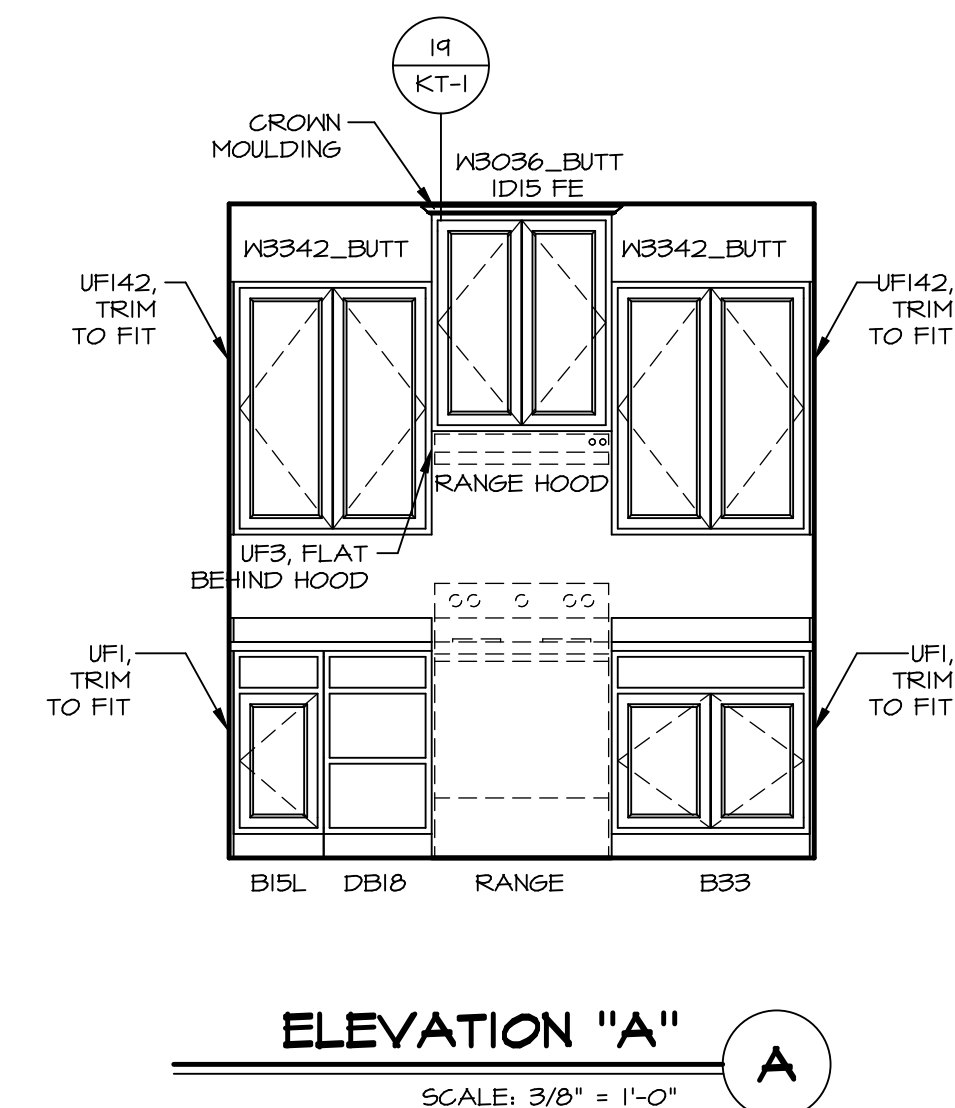 19
KT-1
CROWN
MOULDING
W3036_BUTT
1D15 FE
W3342_BUTT
W3342_BUTT
UF142,
TRIM
TO FIT
UF142,
TRIM
TO FIT
RANGE HOOD
UF3, FLAT
BEHIND HOOD
UF1,
TRIM
TO FIT
UF1,
TRIM
TO FIT
B15L
DB18
RANGE
B33
ELEVATION "A"
A
SCALE: 3/8" = 1'-0"